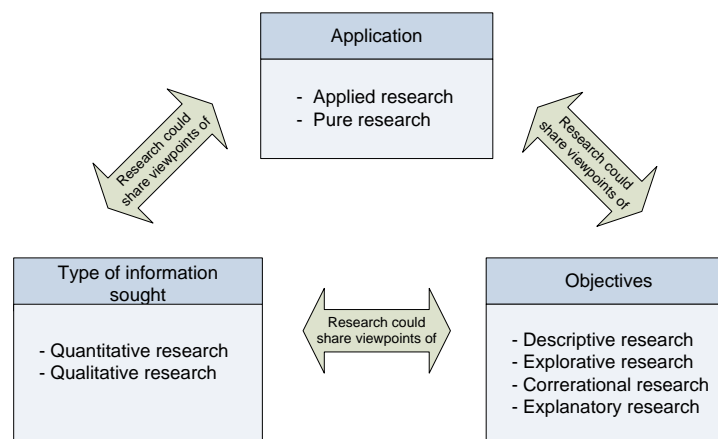 Application
- Applied research
- Pure research
Research could
share viewpoints of
Research could
share viewpoints of
Type of information
sought
- Quantitative research
- Qualitative research
Research could
share viewpoints of
Objectives
- Descriptive research
- Explorative research
- Correrational research
- Explanatory research